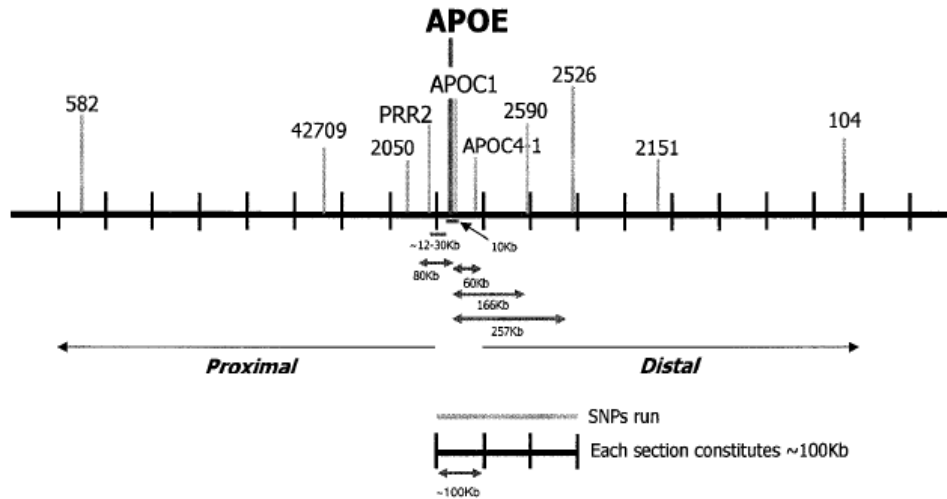 APOE
APOC1
582
42709
2050
PRR2
APOC4-1
2590
2526
2151
104
~12-30Kb
10Kb
80Kb
60Kb
166Kb
257Kb
Proximal
Distal
SNPs run
Each section constitutes ~100Kb
~100Kb